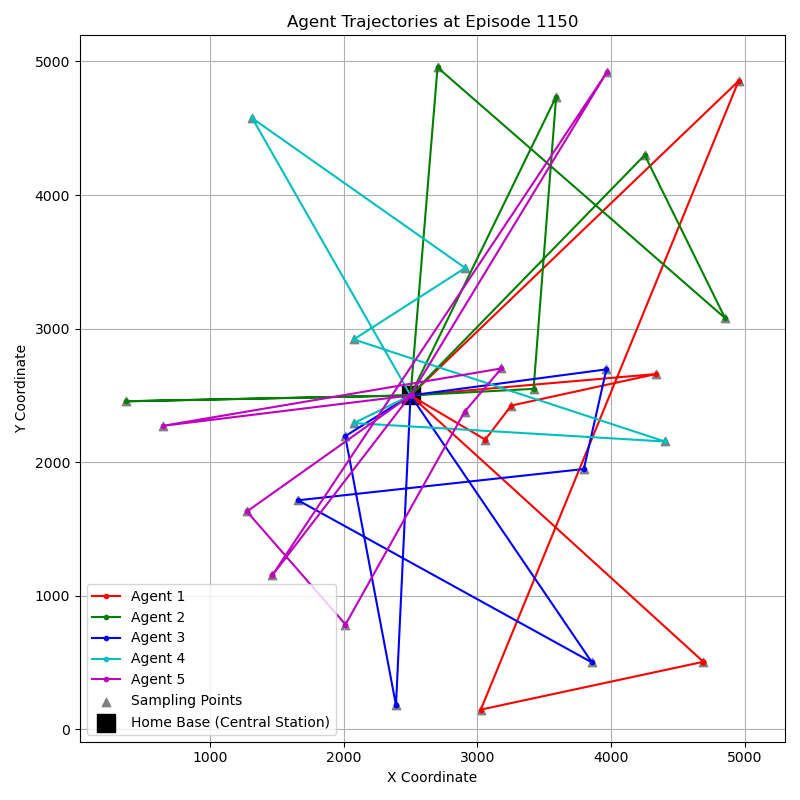 Agent Trajectories at Episode 1150
Y Coordinate
5000
4000
3000
2000
1000
0
Agent 1
Agent 2
Agent 3
Agent 4
Agent 5
Sampling Points
Home Base (Central Station)
1000 2000 3000 4000 5000
X Coordinate